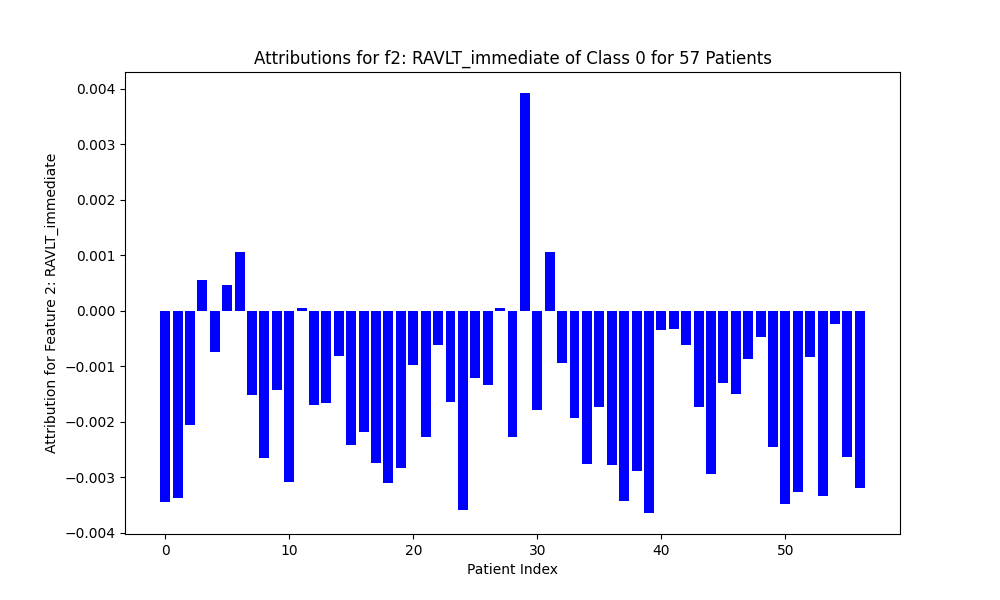 Attributions for f2: RAVLT_immediate of Class 0 for 57 Patients
Attribution for Feature 2: RAVLT_immediate
0.004
0.003
0.002
0.001
0.000
−0.001
−0.002
−0.003
−0.004
0 10 20 30 40 50
Patient Index